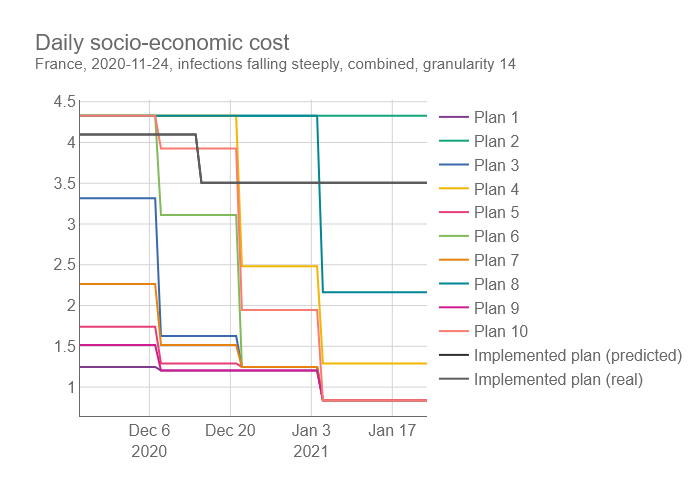 Daily socio-economic cost
France, 2020-11-24, infections falling steeply, combined, granularity 14
4.5
4
3.5
3
2.5
2
1.5
1
Dec 6
2020
Dec 20
Jan 3
2021
Jan 17
Plan 1
Plan 2
Plan 3
Plan 4
Plan 5
Plan 6
Plan 7
Plan 8
Plan 9
Plan 10
Implemented plan (predicted)
Implemented plan (real)